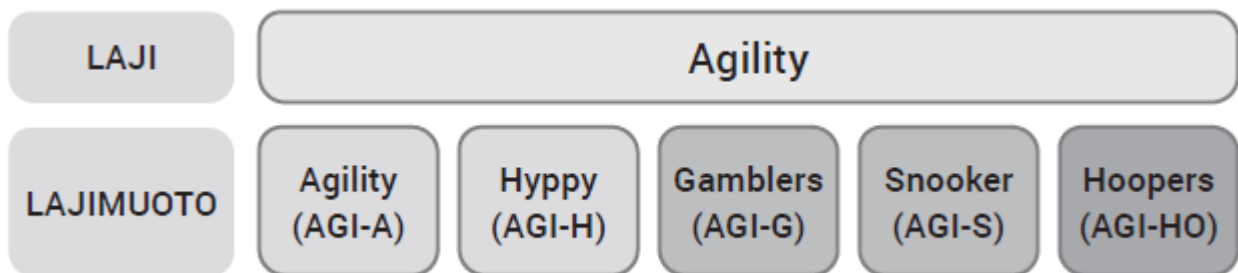 LAJI
Agility
LAJIMUOTO
Agility
(AGI-A)
Hyppy
(AGI-H)
Gamblers
(AGI-G)
Snooker
(AGI-S)
Hoopers
(AGI-HO)